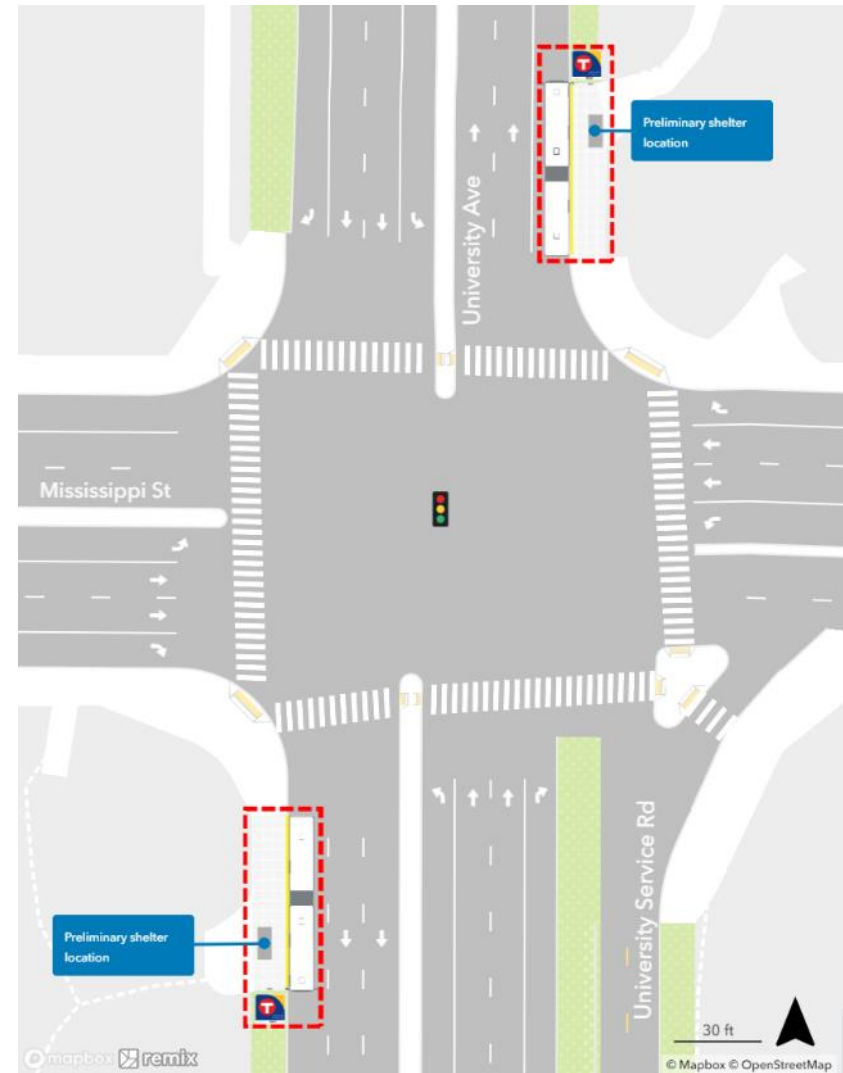 Preliminary shelter
location
University Ave
Mississippi St
Preliminary shelter
location
University Service Rd
30 ft
mapbox remix
© Mapbox © OpenStreetMap